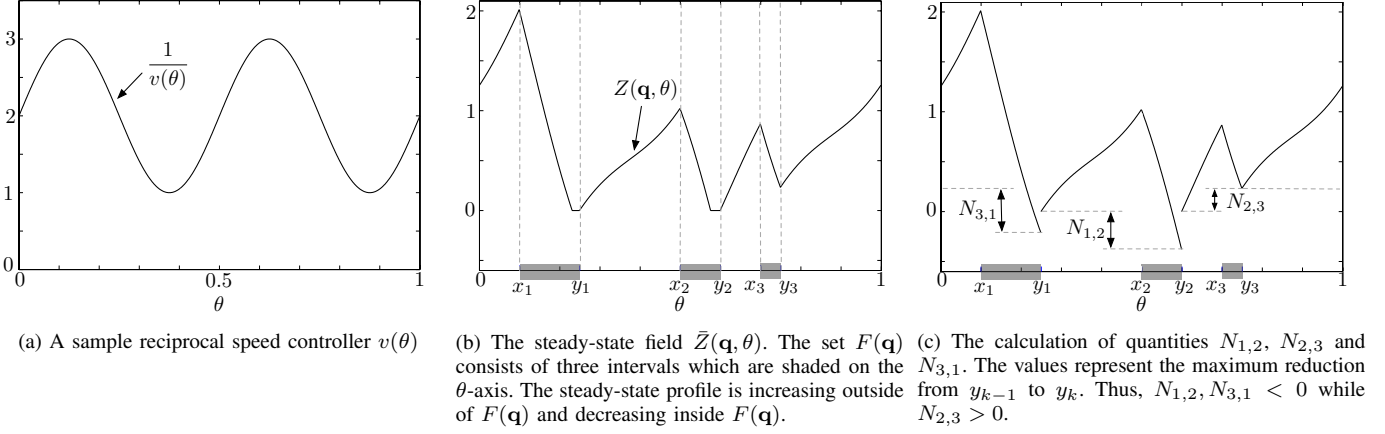 3
2
1
0
0
0.5
1
θ
1
v(θ)
2
1
0
Z(q, θ)
x1
y1
x2
y2
x3
y3
1
θ
2
1
0
N3,1
N1,2
N2,3
x1
y1
x2
y2
x3
y3
1
θ
(a) A sample reciprocal speed controller v(θ)
(b) The steady-state field Z̄(q, θ). The set F(q)
consists of three intervals which are shaded on the
θ-axis. The steady-state profile is increasing outside
of F(q) and decreasing inside F(q).
(c) The calculation of quantities N1,2, N2,3 and
N3,1. The values represent the maximum reduction
from yk−1 to yk. Thus, N1,2, N3,1 < 0 while
N2,3 > 0.